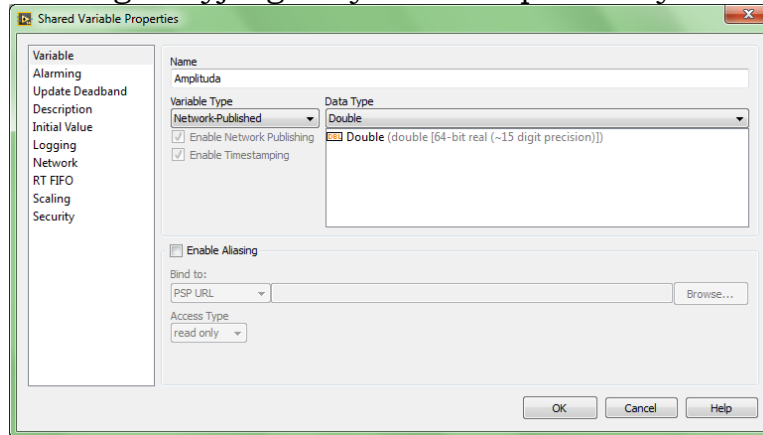 Shared Variable Properties
Variable
Alarming
Update Deadband
Description
Initial Value
Logging
Network
RT FIFO
Scaling
Security
Name
Amplituda
Variable Type
Data Type
Network-Published
Double
Enable Network Publishing
Enable Timestamping
DBL Double (double [64-bit real (~15 digit precision)])
Enable Aliasing
Bind to:
PSP URL
Browse...
Access Type
read only
OK
Cancel
Help